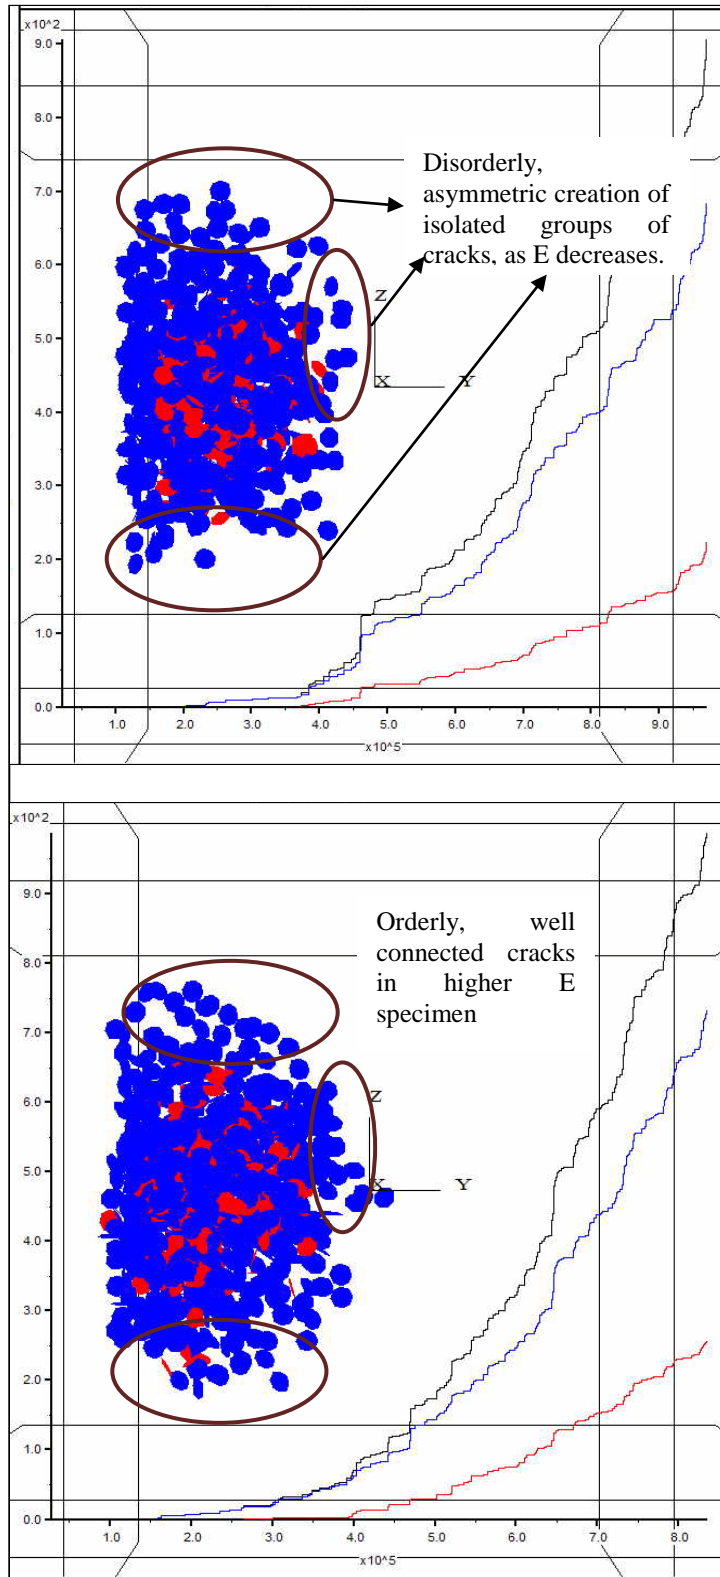 x10^2
9.0
8.0
7.0
6.0
5.0
4.0
3.0
2.0
1.0
0.0
Disorderly,
asymmetric creation of
isolated groups of
cracks, as E decreases.
Z
X Y
1.0 2.0 3.0 4.0 5.0 6.0 7.0 8.0 9.0
x10^5
x10^2
9.0
8.0
7.0
6.0
5.0
4.0
3.0
2.0
1.0
0.0
Orderly, well
connected cracks
in higher E
specimen
Z
X Y
1.0 2.0 3.0 4.0 5.0 6.0 7.0 8.0
x10^5